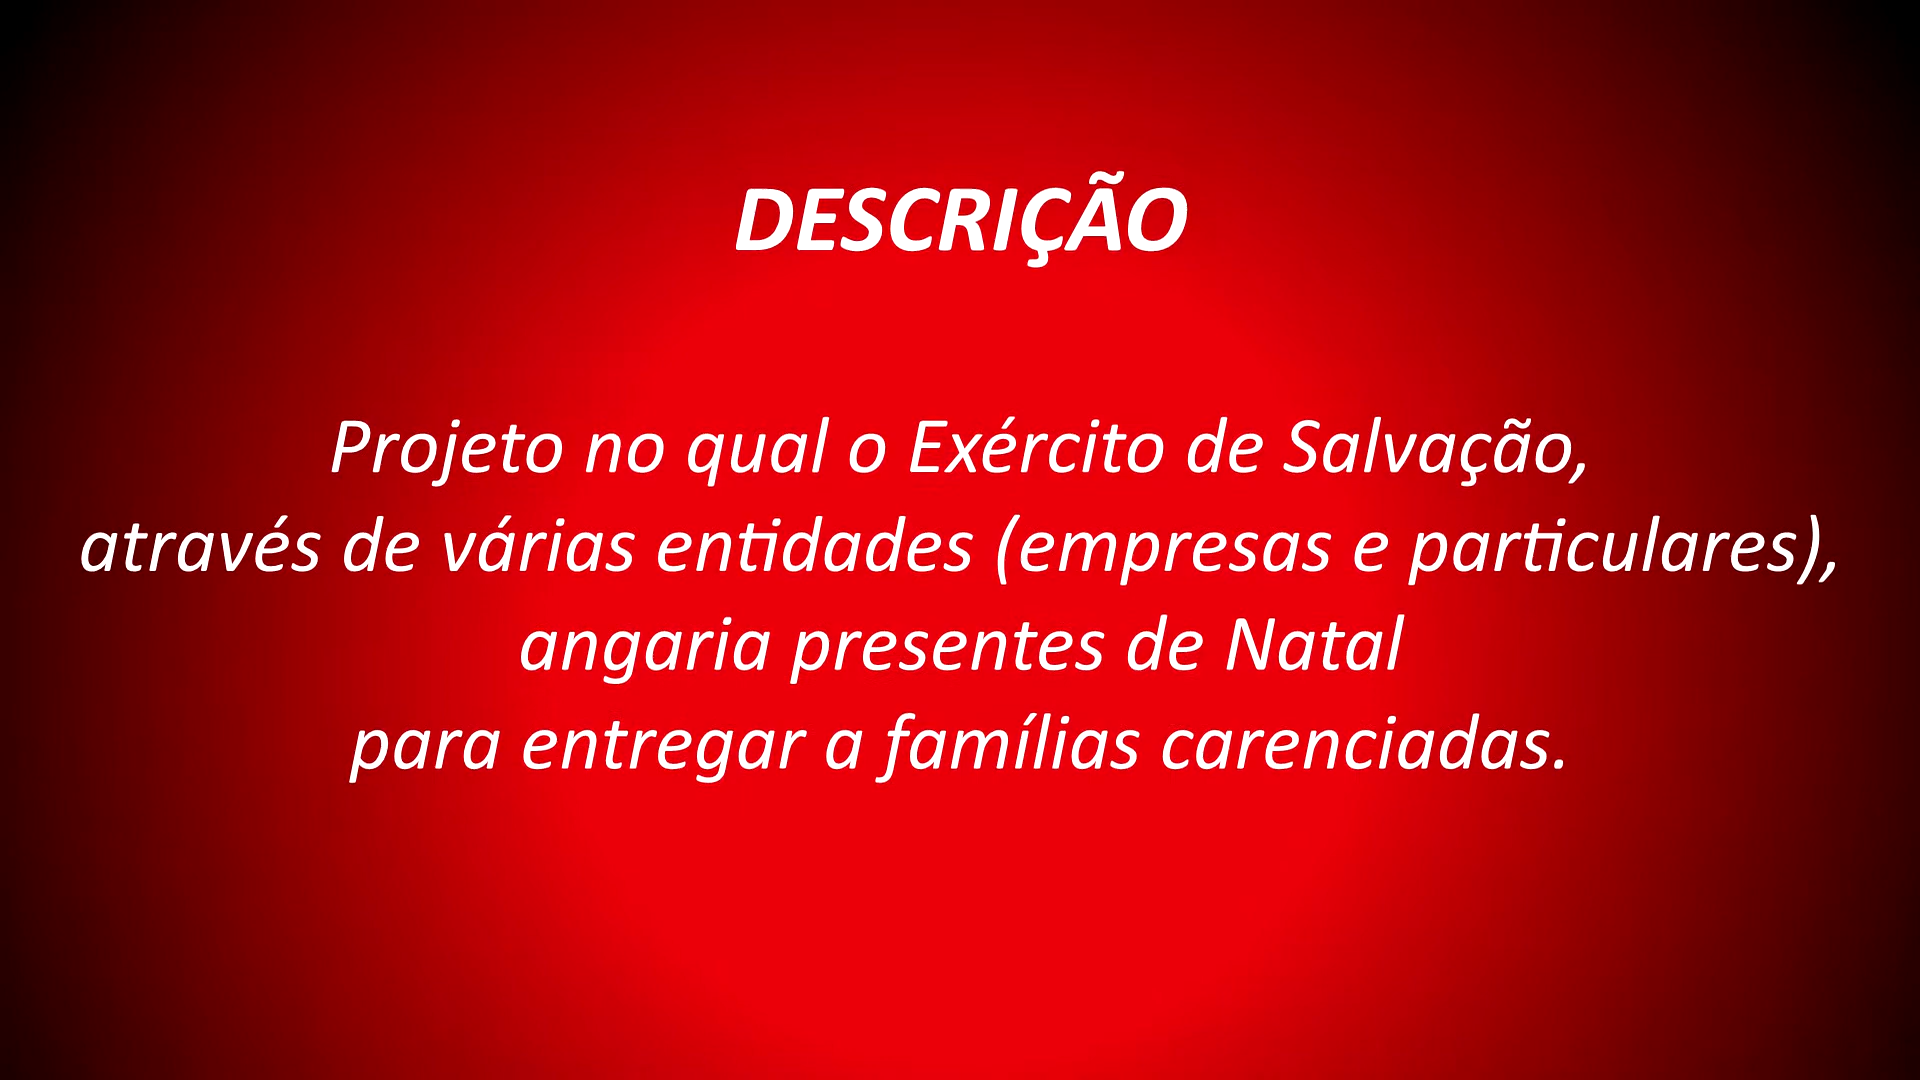 DESCRIÇÃO
Projeto no qual o Exército de Salvação,
através de várias entidades (empresas e particulares),
angaria presentes de Natal
para entregar a famílias carenciadas.